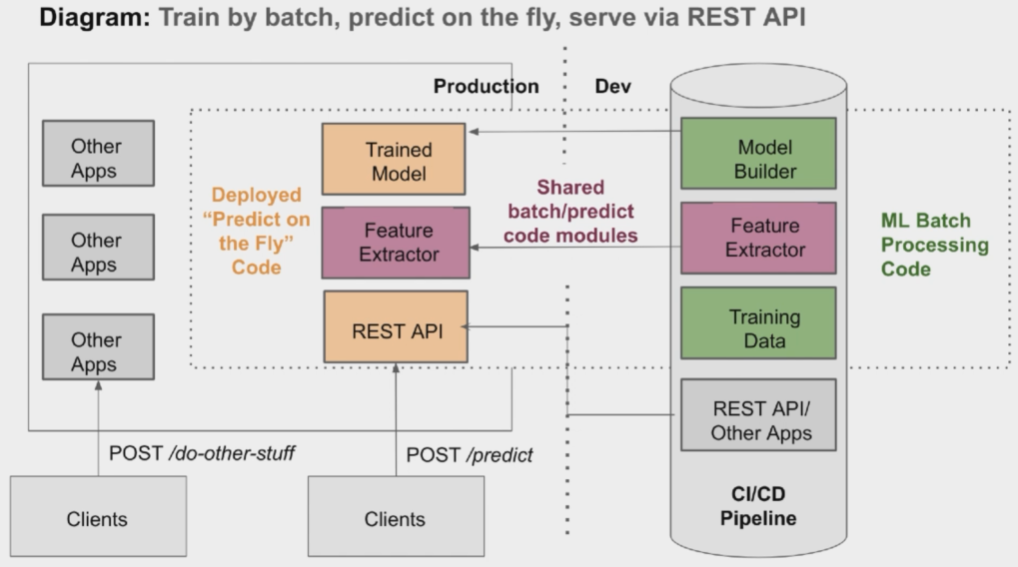 Diagram: Train by batch, predict on the fly, serve via REST API
Production
Dev
Other
Apps
Other
Apps
Other
Apps
Deployed
“Predict on
the Fly”
Code
Trained
Model
Feature
Extractor
REST API
Shared
batch/predict
code modules
Model
Builder
Feature
Extractor
Training
Data
REST API/
Other Apps
CI/CD
Pipeline
ML Batch
Processing
Code
POST /do-other-stuff
POST /predict
Clients
Clients